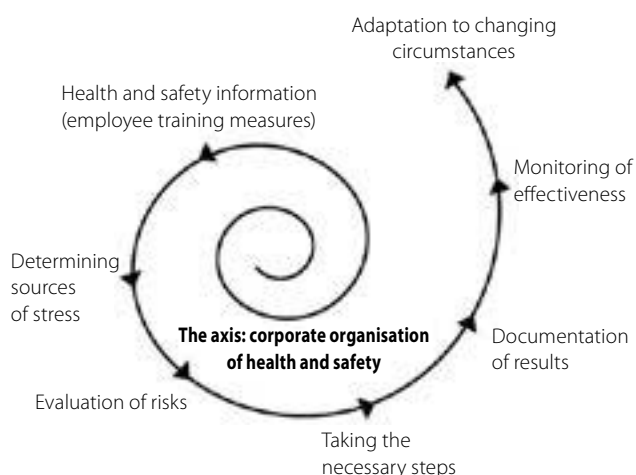 Adaptation to changing
circumstances
Health and safety information
(employee training measures)
Monitoring of
effectiveness
Determining
sources
of stress
The axis: corporate organisation
of health and safety
Documentation
of results
Evaluation of risks
Taking the
necessary steps